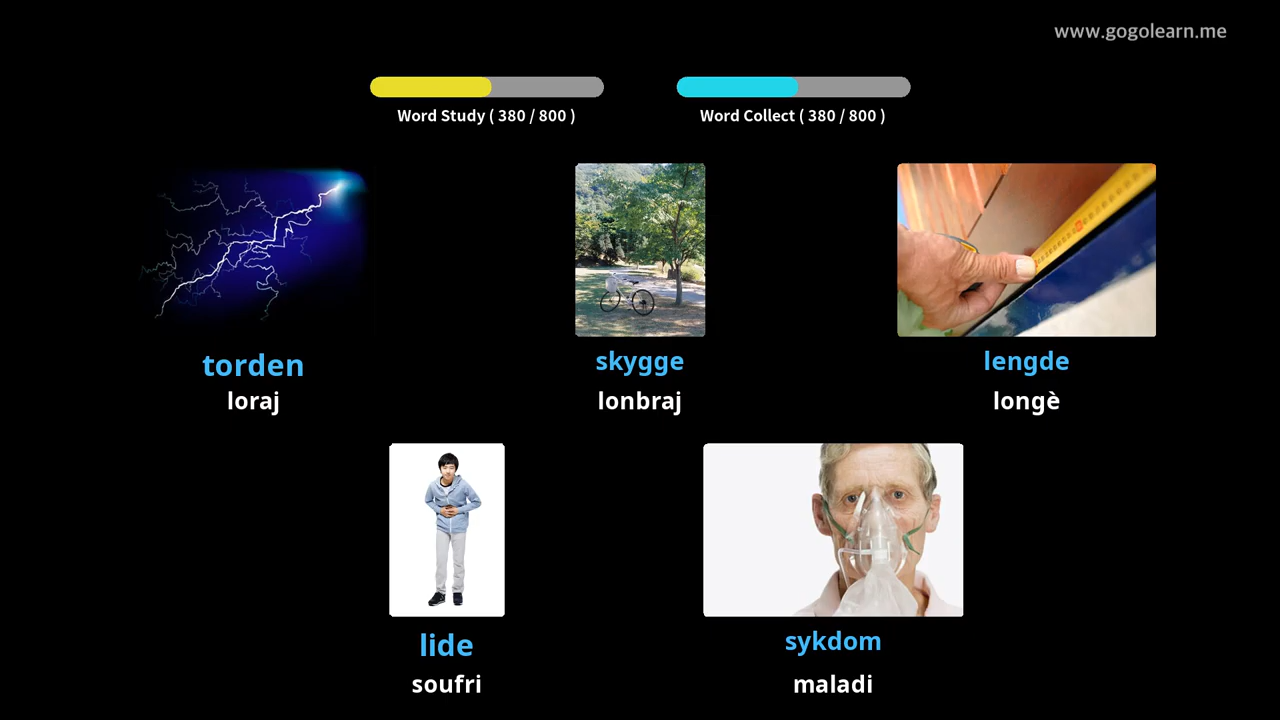 www.gogolearn.me
Word Study ( 380 / 800 )
Word Collect ( 380 / 800 )
torden
loraj
skygge
lonbraj
lengde
longè
lide
soufri
sykdom
maladi